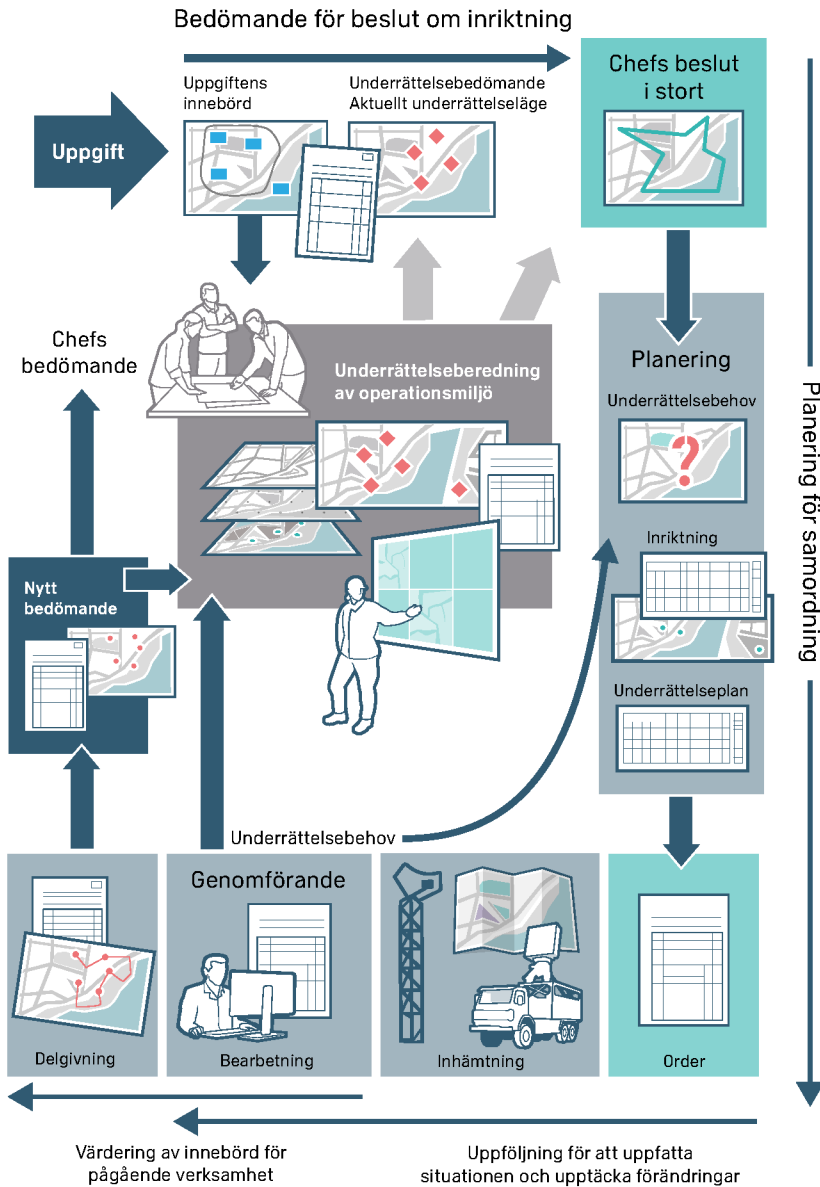 Bedömande för beslut om inriktning
Uppgift
Uppgiftens
innebörd
Underrättelsebedömande
Aktuellt underrättelseläge
Chefs beslut
i stort
Chefs
bedömande
Underrättelseberedning
av operationsmiljö
Planering
Underrättelsebehov
Inriktning
Underrättelseplan
Planering för samordning
Nytt
bedömande
Underrättelsebehov
Genomförande
Delgivning
Bearbetning
Inhämtning
Order
Värdering av innebörd för
pågående verksamhet
Uppföljning för att uppfatta
situationen och upptäcka förändringar